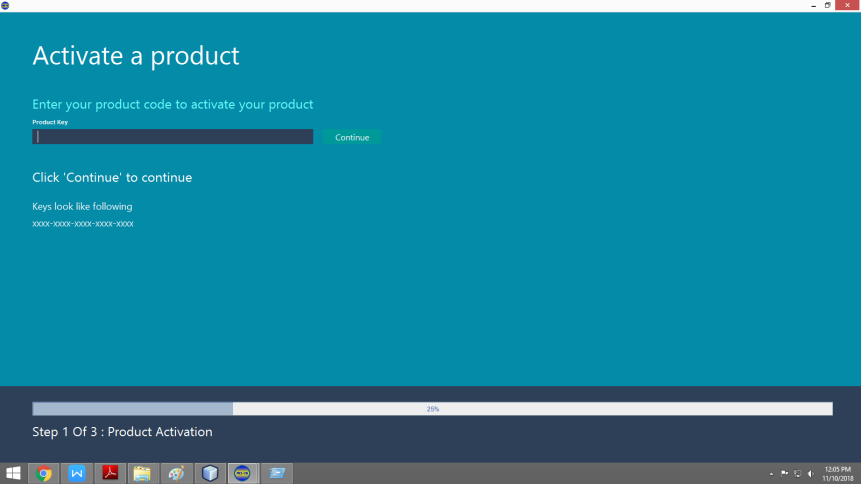 Activate a product
Enter your product code to activate your product
Product Key
Continue
Click 'Continue' to continue
Keys look like following
xxxx-xxxx-xxxx-xxxx-xxxx
25%
Step 1 Of 3 : Product Activation
12:05 PM
11/10/2018